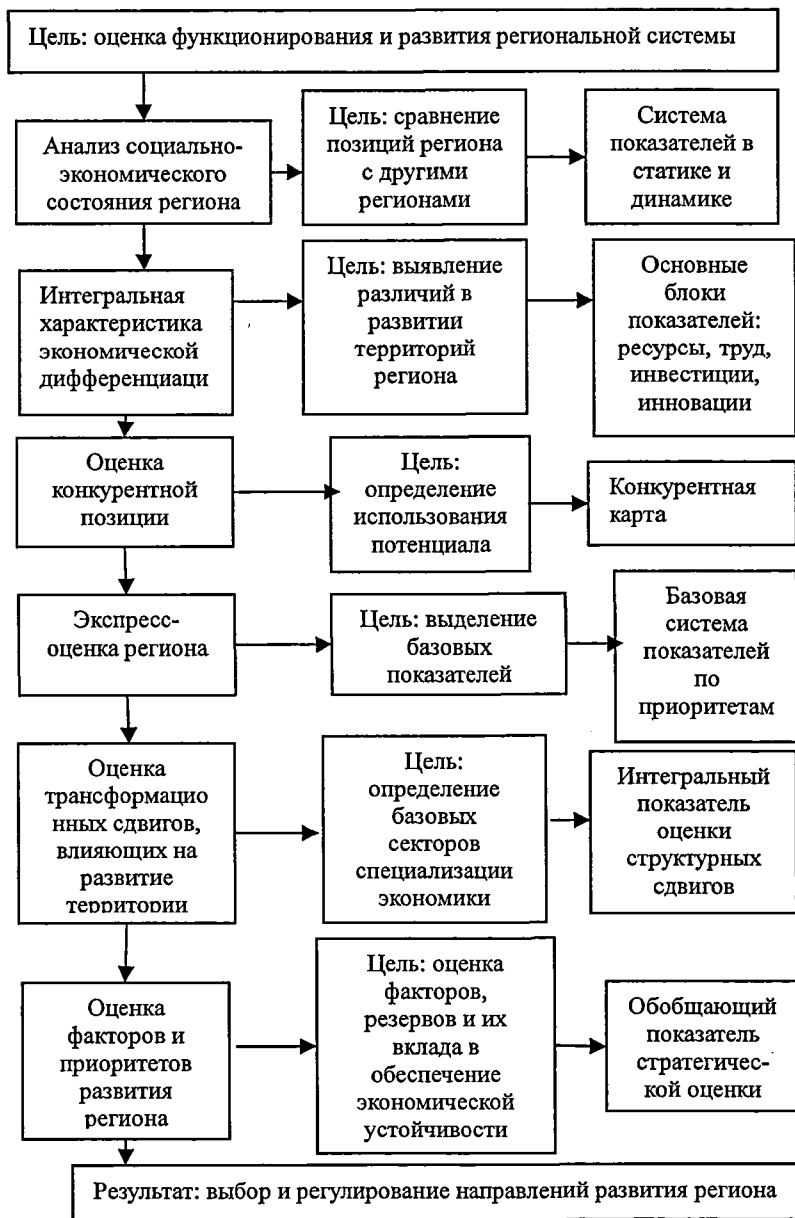 Цель: оценка функционирования и развития региональной системы
Анализ социально-
экономического
состояния региона
Цель: сравнение
позиций региона
с другими
регионами
Система
показателей в
статике и
динамике
Интегральная
характеристика
экономической
дифференциаци
Цель: выявление
различий в
развитии
территорий
региона
Основные
блоки
показателей:
ресурсы, труд,
инвестиции,
инновации
Оценка
конкурентной
позиции
Цель:
определение
использования
потенциала
Конкурентная
карта
Экспресс-
оценка региона
Цель: выделение
базовых
показателей
Базовая
система
показателей
по
приоритетам
Оценка
трансформацио
нных сдвигов,
влияющих на
развитие
территории
Цель:
определение
базовых
секторов
специализации
экономики
Интегральный
показатель
оценки
структурных
сдвигов
Оценка
факторов и
приоритетов
развития
региона
Цель: оценка
факторов,
резервов и их
вклада в
обеспечение
экономической
устойчивости
Обобщающий
показатель
стратегичес-
кой оценки
Результат: выбор и регулирование направлений развития региона